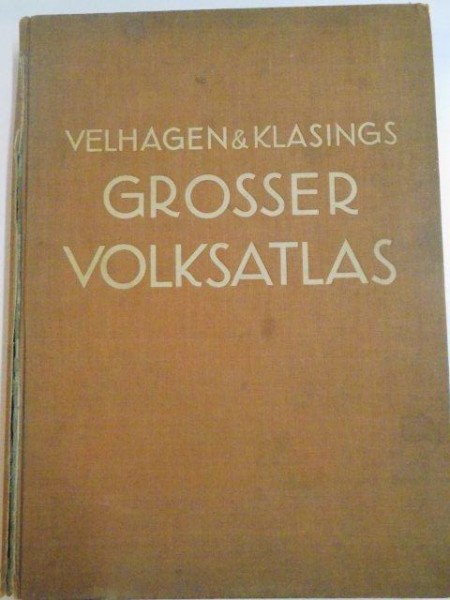 VELHAGEN & KLASINGS
GROSSER
VOLKSATLAS